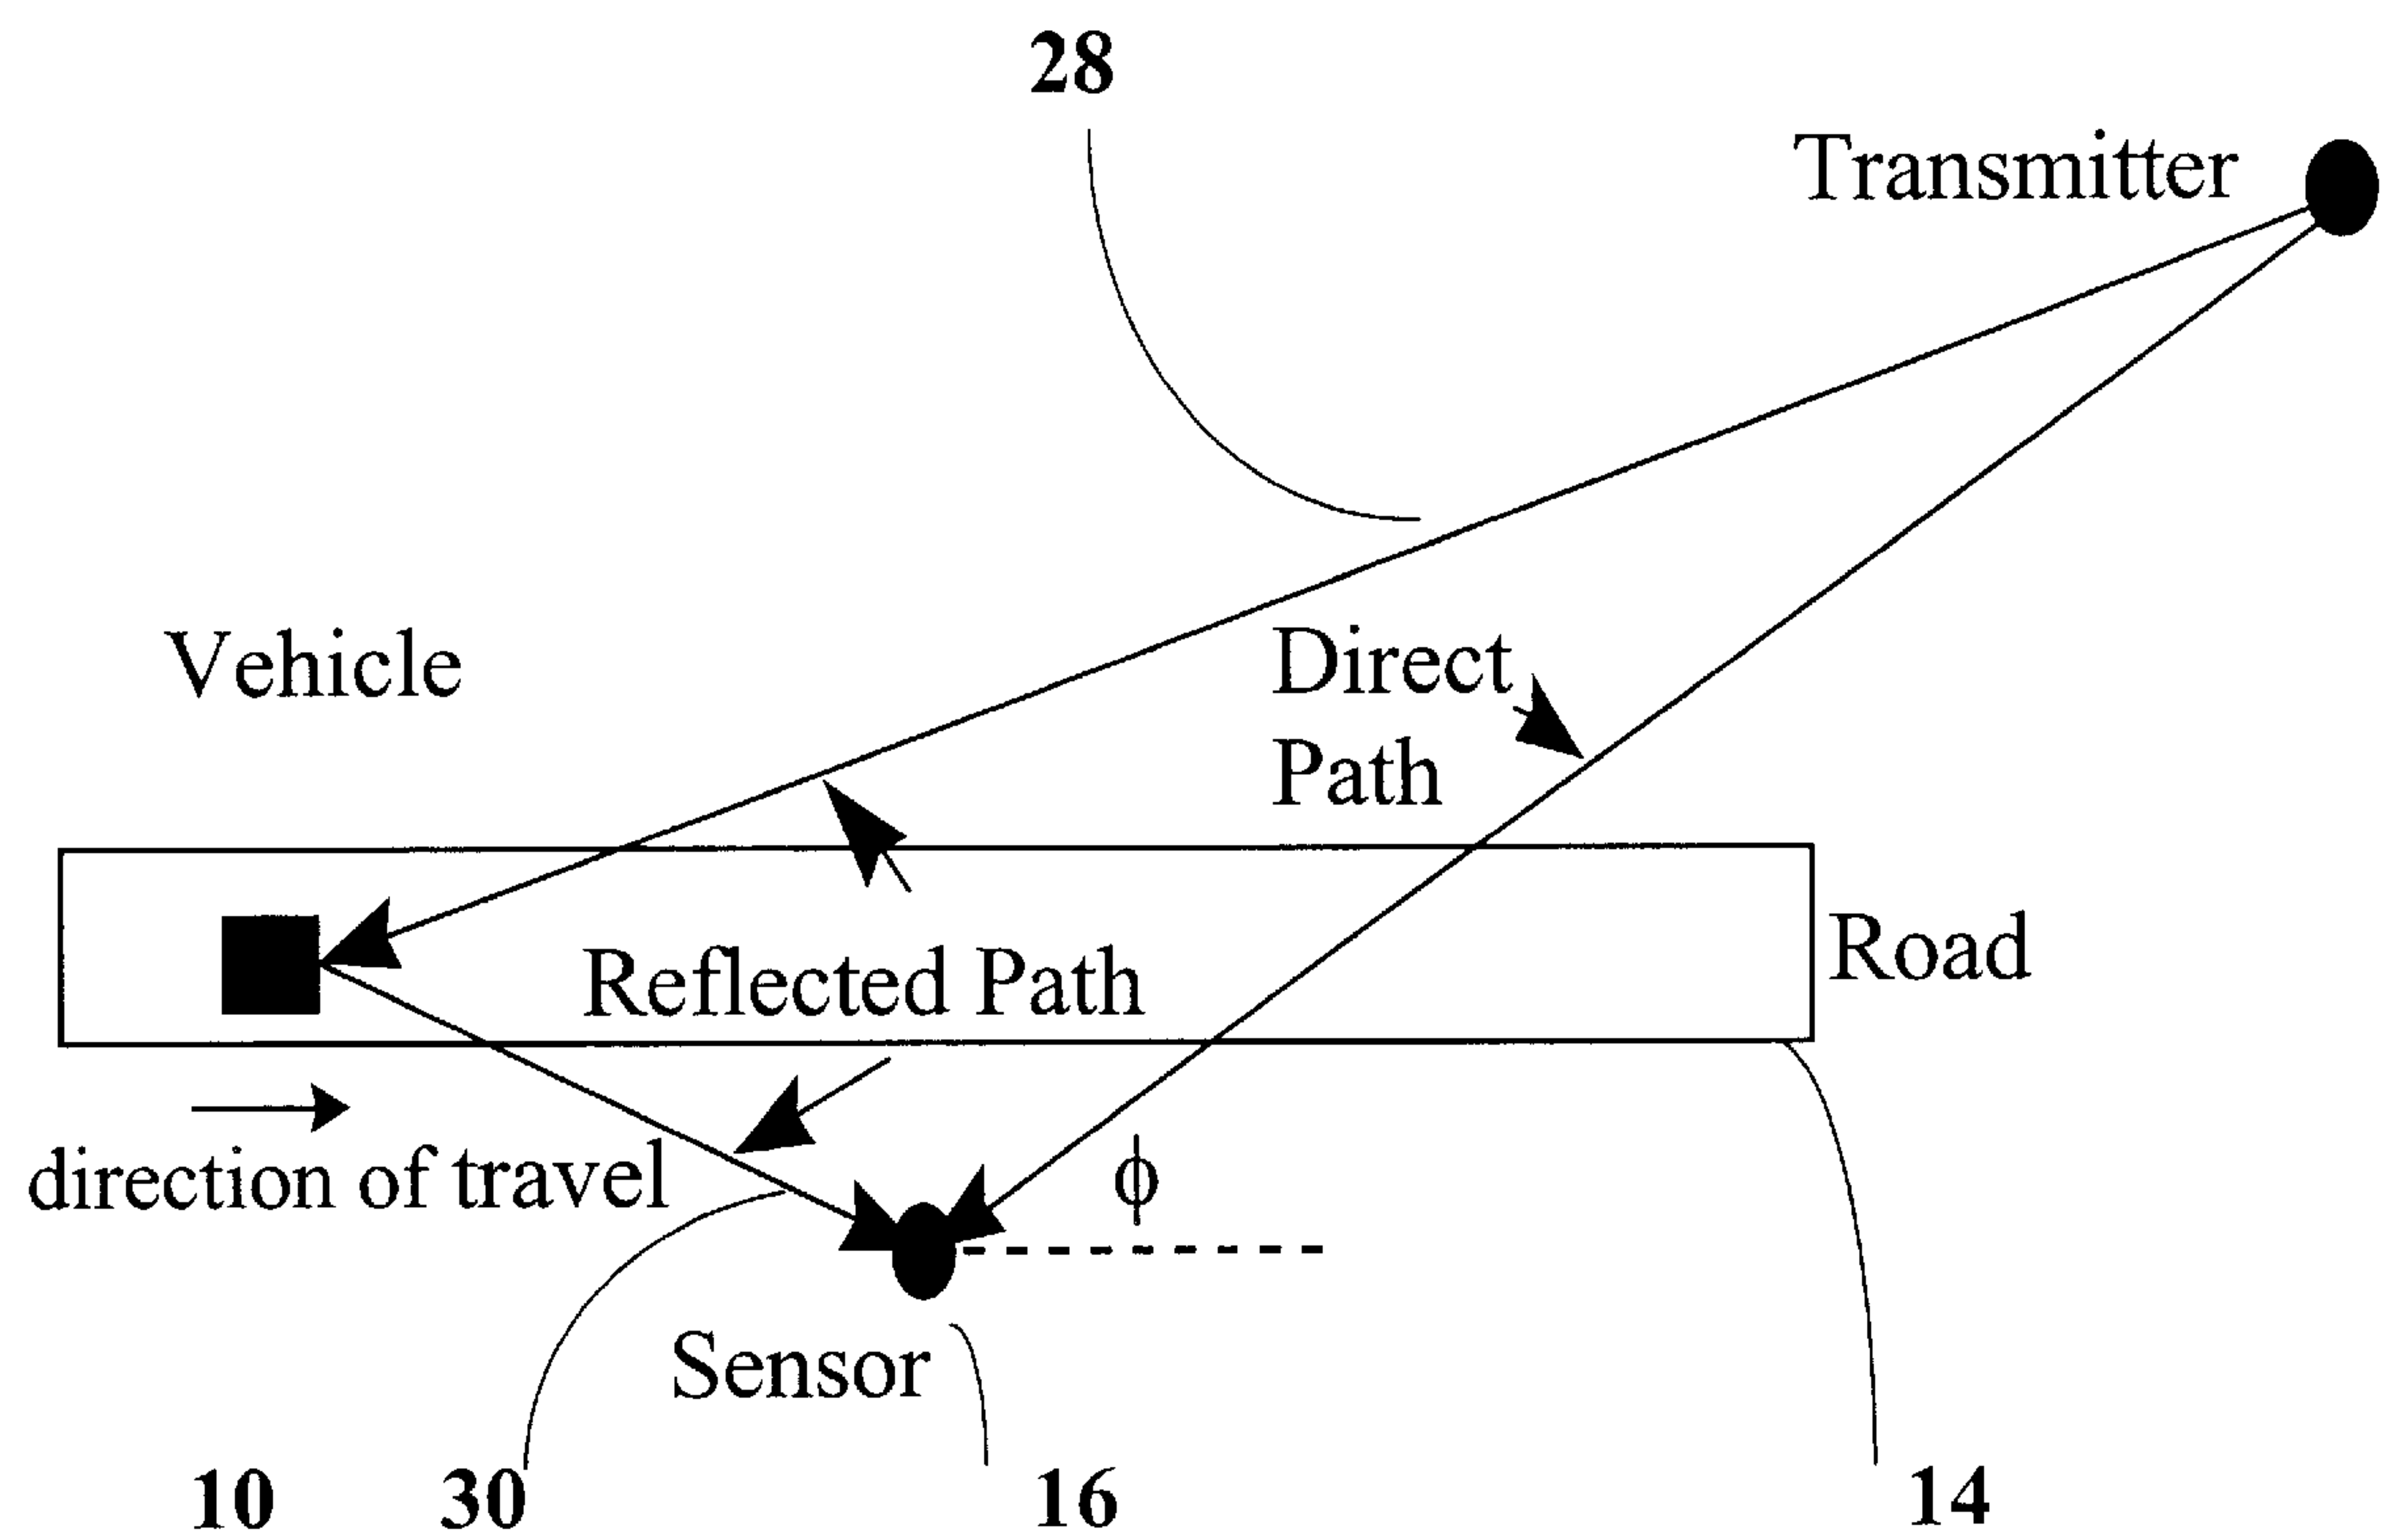 28
Transmitter
Vehicle
Direct
Path
Reflected Path
Road
direction of travel
ϕ
Sensor
10
30
16
14